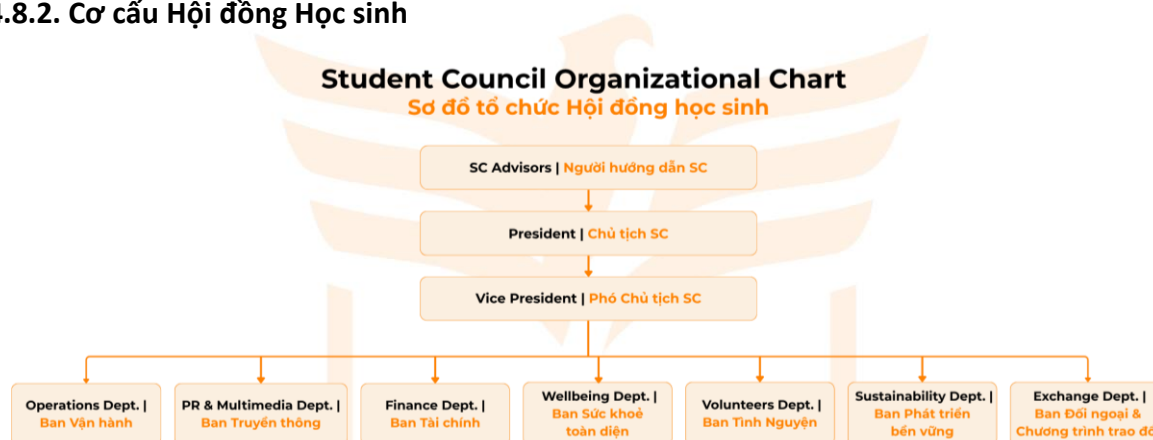 4.8.2. Cơ cấu Hội đồng Học sinh
Student Council Organizational Chart
Sơ đồ tổ chức Hội đồng học sinh
SC Advisors | Người hướng dẫn SC
President | Chủ tịch SC
Vice President | Phó Chủ tịch SC
Operations Dept. |
Ban Vận hành
PR & Multimedia Dept. |
Ban Truyền thông
Finance Dept. |
Ban Tài chính
Wellbeing Dept. |
Ban Sức khoẻ
toàn diện
Volunteers Dept. |
Ban Tình Nguyện
Sustainability Dept. |
Ban Phát triển
bền vững
Exchange Dept. |
Ban Đối ngoại &
Chương trình trao đổi